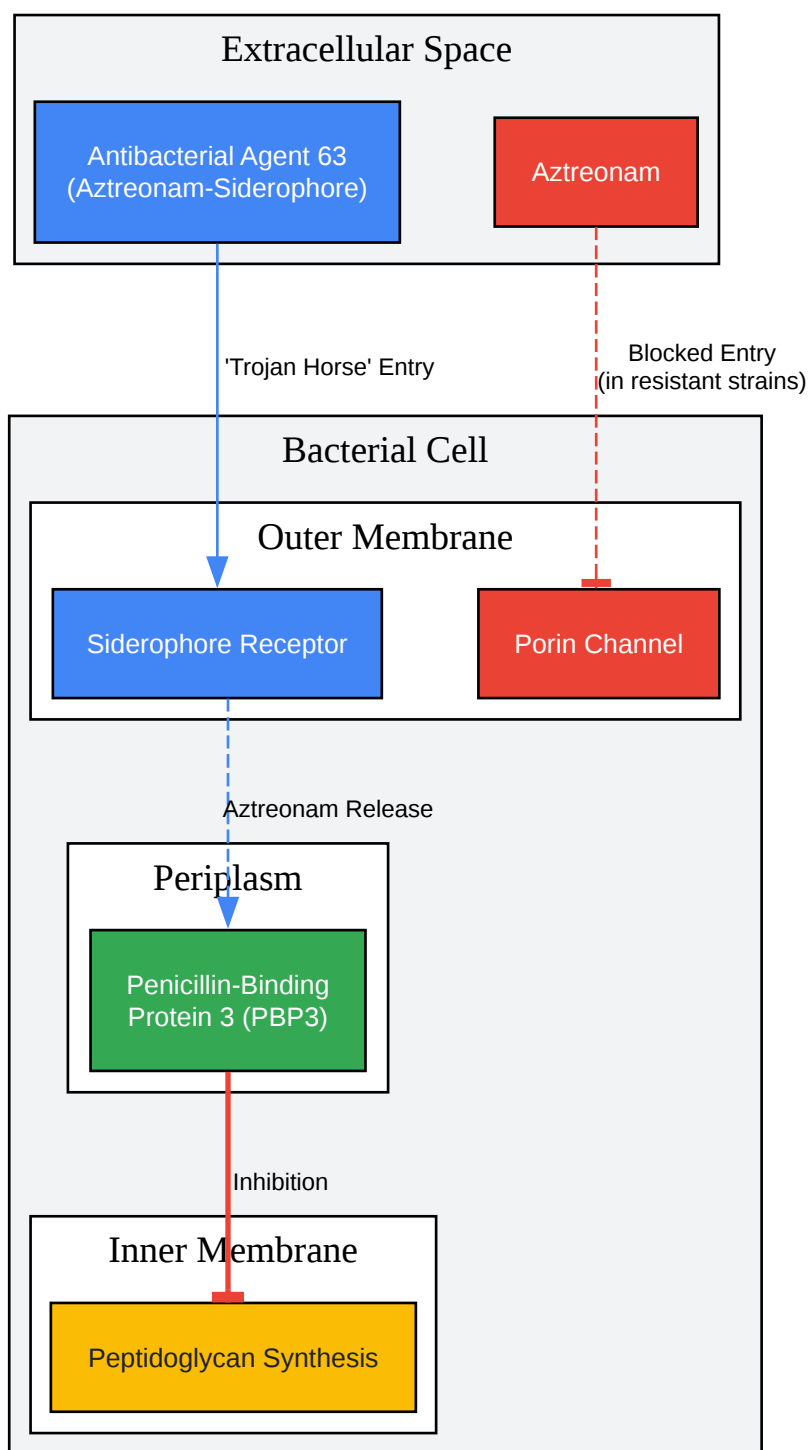 Extracellular Space
Antibacterial Agent 63
(Aztreonam-Siderophore)
Aztreonam
'Trojan Horse' Entry
Blocked Entry
(in resistant strains)
Bacterial Cell
Outer Membrane
Siderophore Receptor
Porin Channel
Aztreonam Release
Periplasm
Penicillin-Binding
Protein 3 (PBP3)
Inhibition
Inner Membrane
Peptidoglycan Synthesis